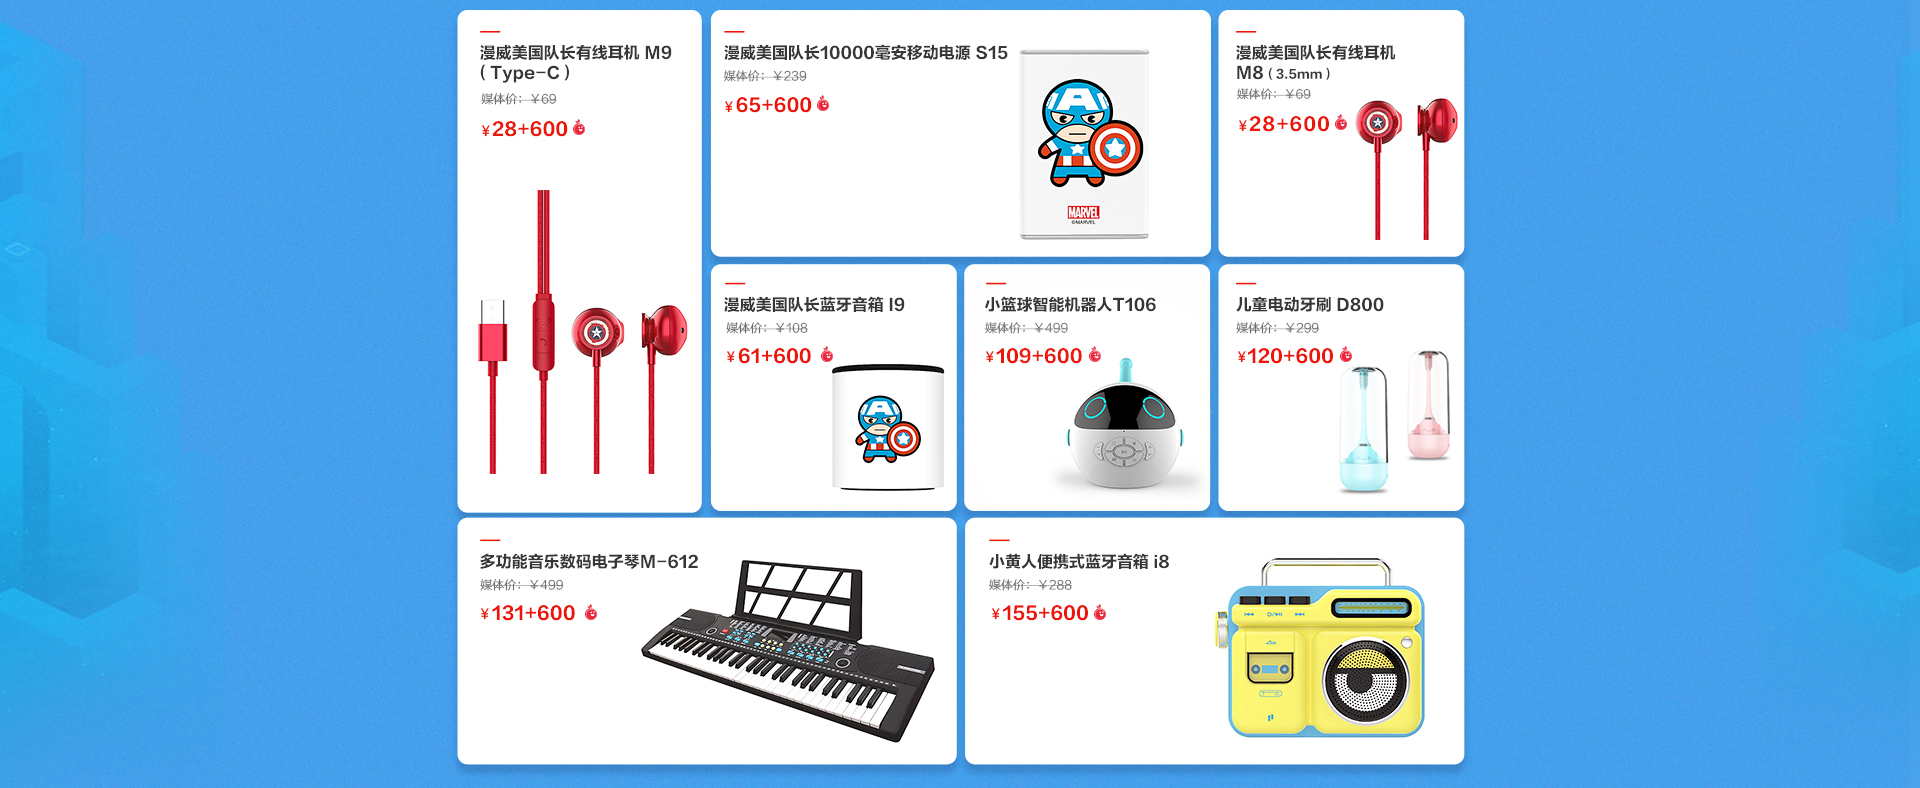 漫威美国队长有线耳机 M9
( Type-C )
媒体价: ￥69
￥28+600
漫威美国队长10000毫安移动电源 S15
媒体价: ￥239
￥65+600
MARVEL
©MARVEL
漫威美国队长有线耳机
M8 ( 3.5mm )
媒体价: ￥69
￥28+600
漫威美国队长蓝牙音箱 I9
媒体价: ￥108
￥61+600
小篮球智能机器人T106
媒体价: ￥499
￥109+600
儿童电动牙刷 D800
媒体价: ￥299
￥120+600
多功能音乐数码电子琴M-612
媒体价: ￥499
￥131+600
小黄人便携式蓝牙音箱 i8
媒体价: ￥288
￥155+600